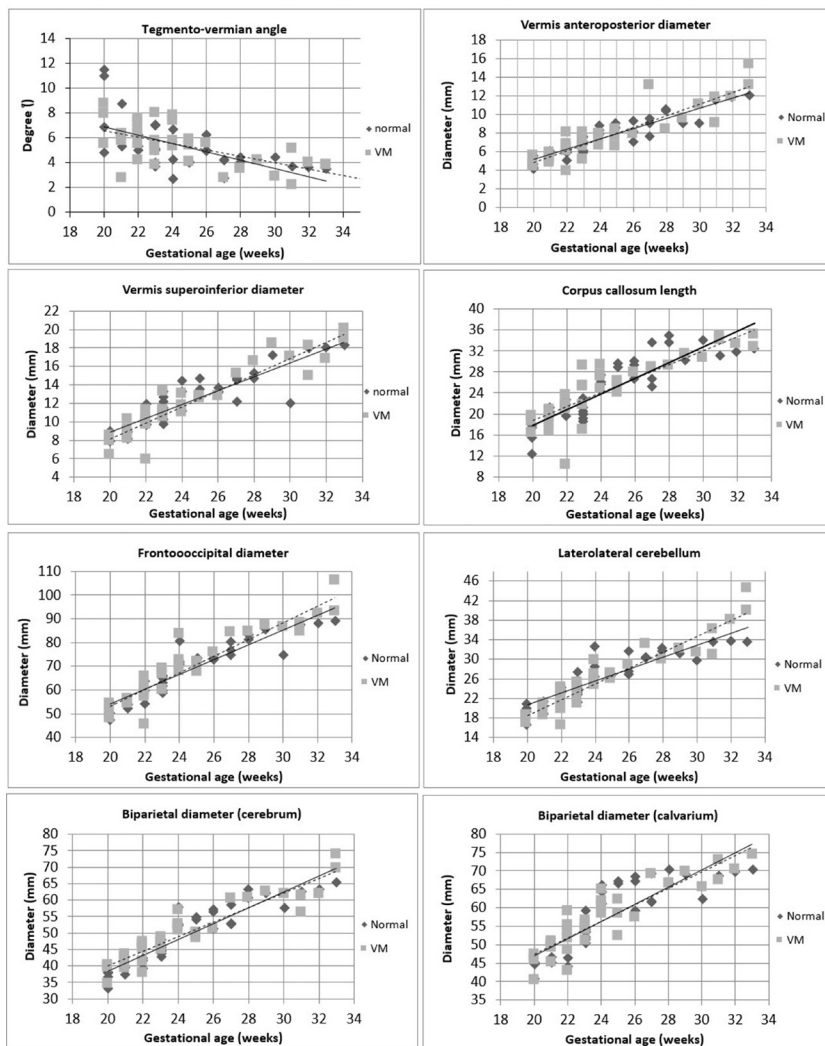 Tegmento-vermian angle
14
12
10
8
6
4
2
0
Degree (̊)
18 20 22 24 26 28 30 32 34
Gestational age (weeks)
normal
VM
Vermis anteroposterior diameter
18
16
14
12
10
8
6
4
2
0
Diameter (mm)
18 20 22 24 26 28 30 32 34
Gestational age (weeks)
Normal
VM
Vermis superoinferior diameter
22
20
18
16
14
12
10
8
6
4
Diameter (mm)
18 20 22 24 26 28 30 32 34
Gestational age (weeks)
normal
VM
Corpus callosum length
40
36
32
28
24
20
16
12
8
Diameter (mm)
18 20 22 24 26 28 30 32 34
Gestational age (weeks)
Normal
VM
Frontoooccipital diameter
110
100
90
80
70
60
50
40
Diameter (mm)
18 20 22 24 26 28 30 32 34
Gestational age (weeks)
Normal
VM
Laterolateral cerebellum
46
42
38
34
30
26
22
18
14
Dimater (mm)
18 20 22 24 26 28 30 32 34
Gestational age (weeks)
Normal
VM
Biparietal diameter (cerebrum)
80
75
70
65
60
55
50
45
40
35
30
Diameter (mm)
18 20 22 24 26 28 30 32 34
Gestational age (weeks)
Normal
VM
Biparietal diameter (calvarium)
80
75
70
65
60
55
50
45
40
35
Diameter (mm)
18 20 22 24 26 28 30 32 34
Gestational age (weeks)
Normal
VM